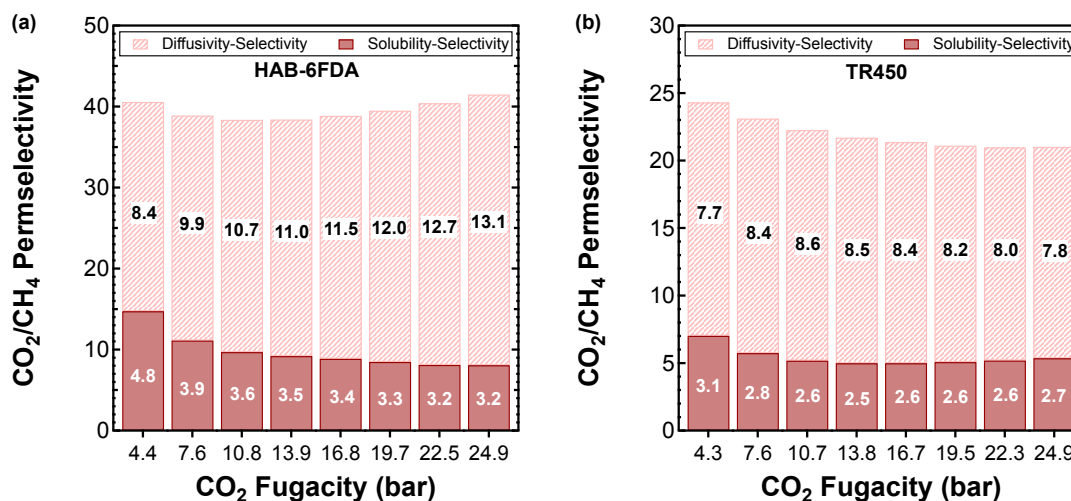 (a)
Diffusivity-Selectivity Solubility-Selectivity
HAB-6FDA
CO2/CH4 Permselectivity
50
40
30
20
10
0
8.4 9.9 10.7 11.0 11.5 12.0 12.7 13.1
4.8 3.9 3.6 3.5 3.4 3.3 3.2 3.2
4.4 7.6 10.8 13.9 16.8 19.7 22.5 24.9
CO2 Fugacity (bar)
(b)
Diffusivity-Selectivity Solubility-Selectivity
TR450
CO2/CH4 Permselectivity
30
25
20
15
10
5
0
7.7 8.4 8.6 8.5 8.4 8.2 8.0 7.8
3.1 2.8 2.6 2.5 2.6 2.6 2.6 2.7
4.3 7.6 10.7 13.8 16.7 19.5 22.3 24.9
CO2 Fugacity (bar)